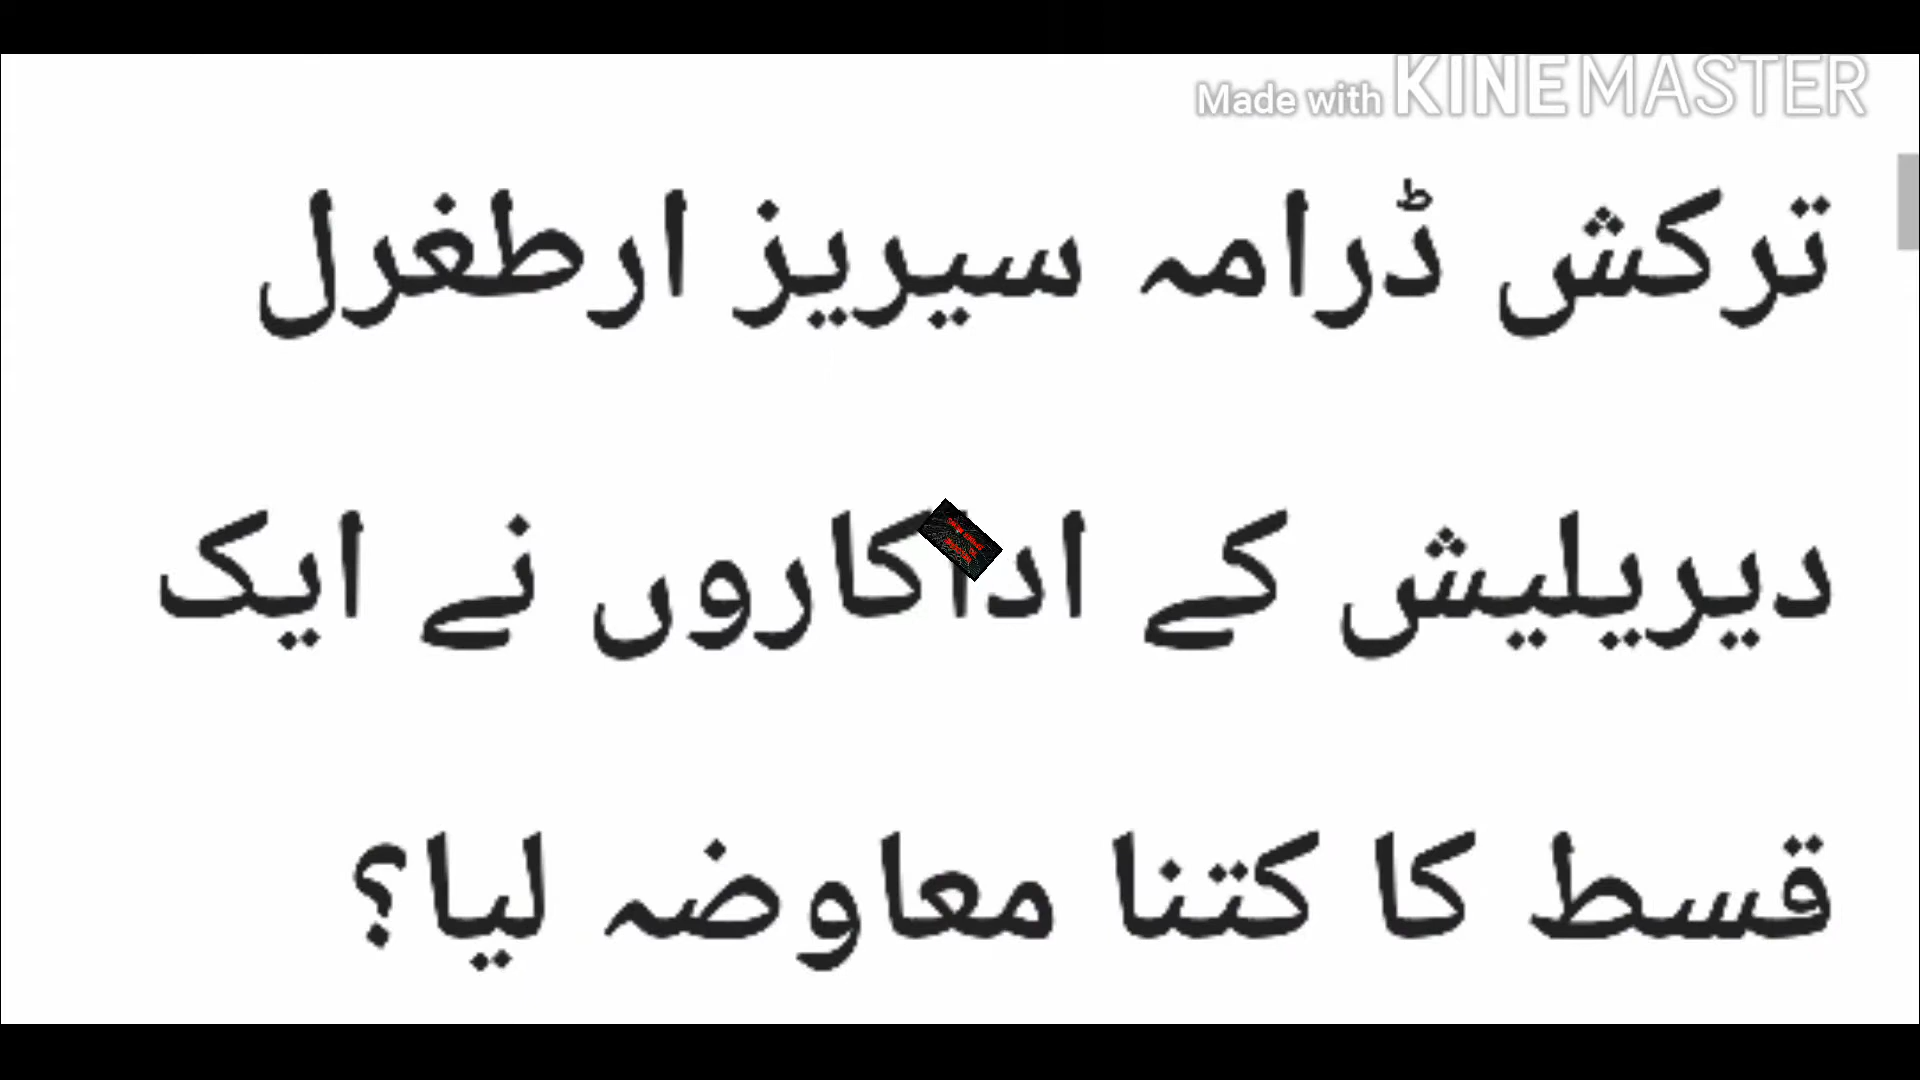 Made with KINEMASTER
ترکش ڈرامہ سیریز ارطغرل
دیریلیش کے اداکاروں نے ایک
قسط کا کتنا معاوضہ لیا؟